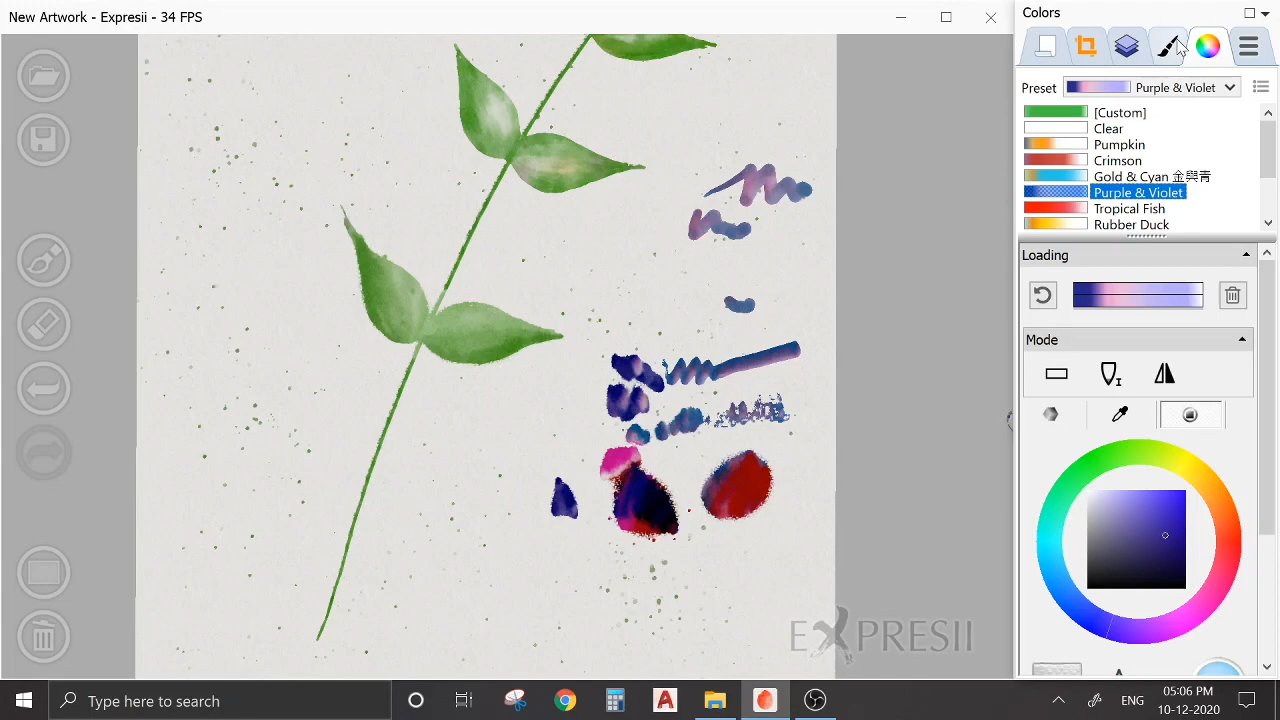 New Artwork - Expresii - 34 FPS
Colors
Preset
Purple & Violet
[Custom]
Clear
Pumpkin
Crimson
Gold & Cyan 金與青
Purple & Violet
Tropical Fish
Rubber Duck
Loading
Mode
I
EXPRESII
Type here to search
A
ENG
05:06 PM
10-12-2020